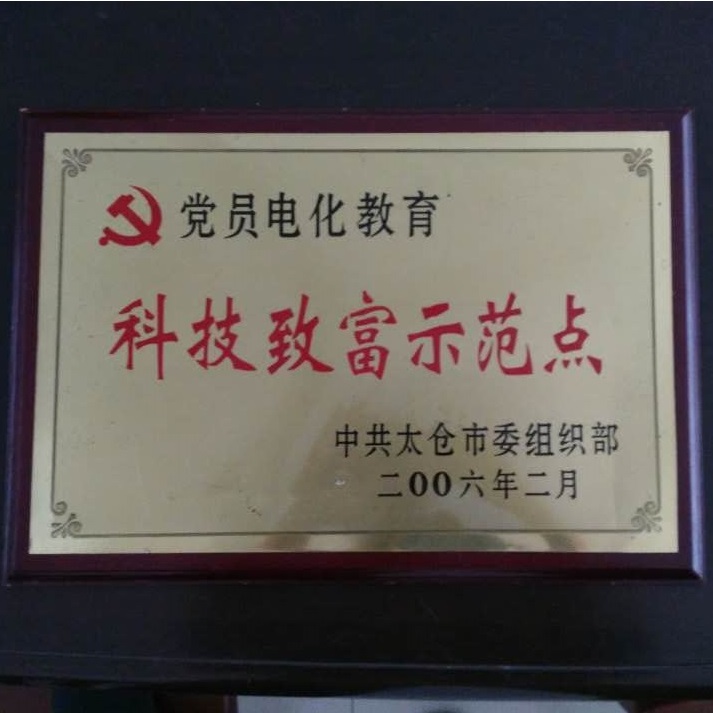 党员电化教育
科技致富示范点
中共太仓市委组织部
二00六年二月